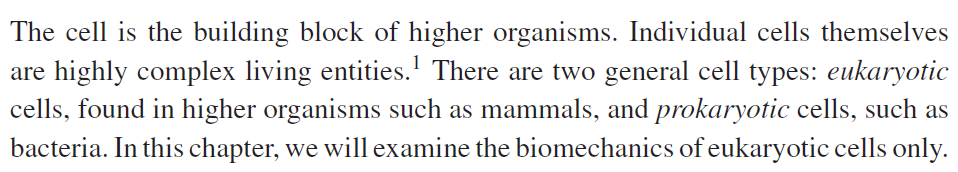 The cell is the building block of higher organisms. Individual cells themselves
are highly complex living entities.¹ There are two general cell types: eukaryotic
cells, found in higher organisms such as mammals, and prokaryotic cells, such as
bacteria. In this chapter, we will examine the biomechanics of eukaryotic cells only.